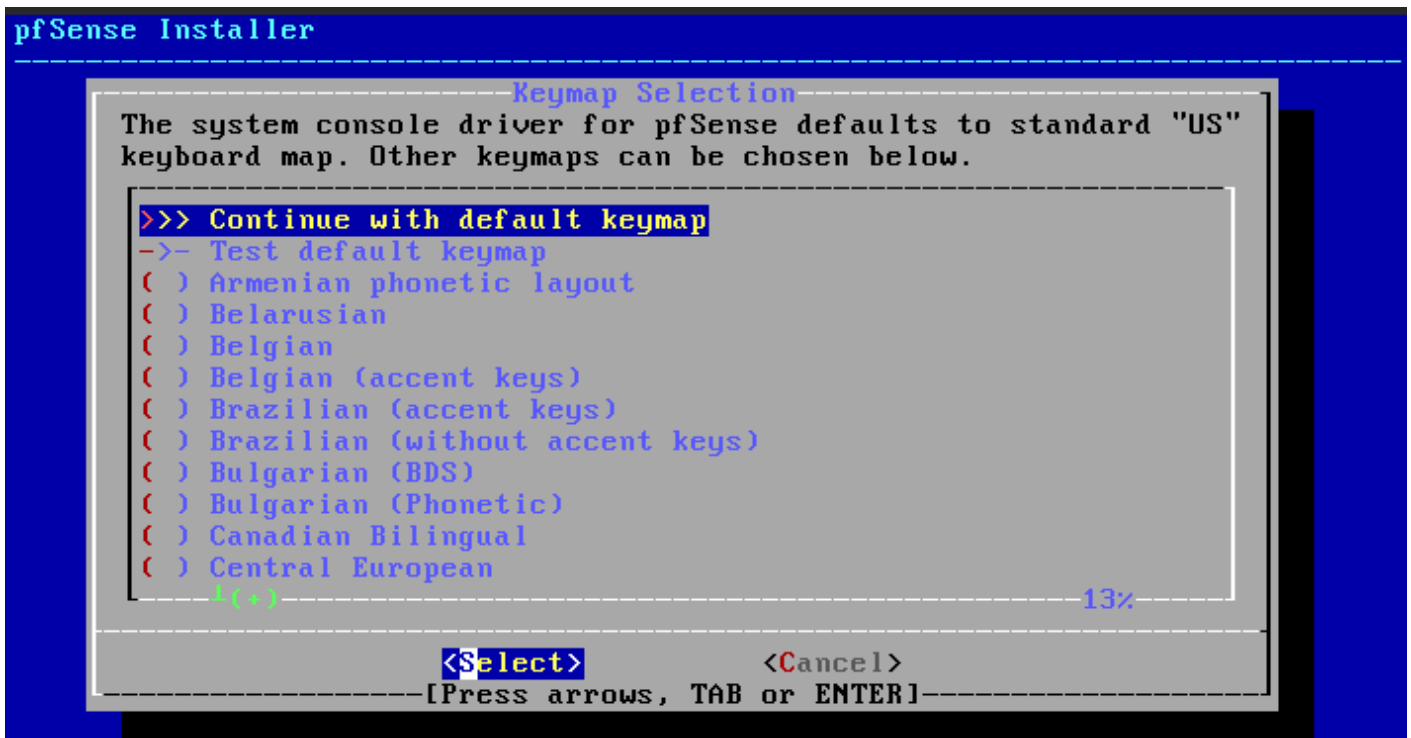 pfSense Installer
Keymap Selection
The system console driver for pfSense defaults to standard "US"
keyboard map. Other keymaps can be chosen below.
>>> Continue with default keymap
->- Test default keymap
( ) Armenian phonetic layout
( ) Belarusian
( ) Belgian
( ) Belgian (accent keys)
( ) Brazilian (accent keys)
( ) Brazilian (without accent keys)
( ) Bulgarian (BDS)
( ) Bulgarian (Phonetic)
( ) Canadian Bilingual
( ) Central European
┴(+) 13%
<Select> <Cancel>
[Press arrows, TAB or ENTER]